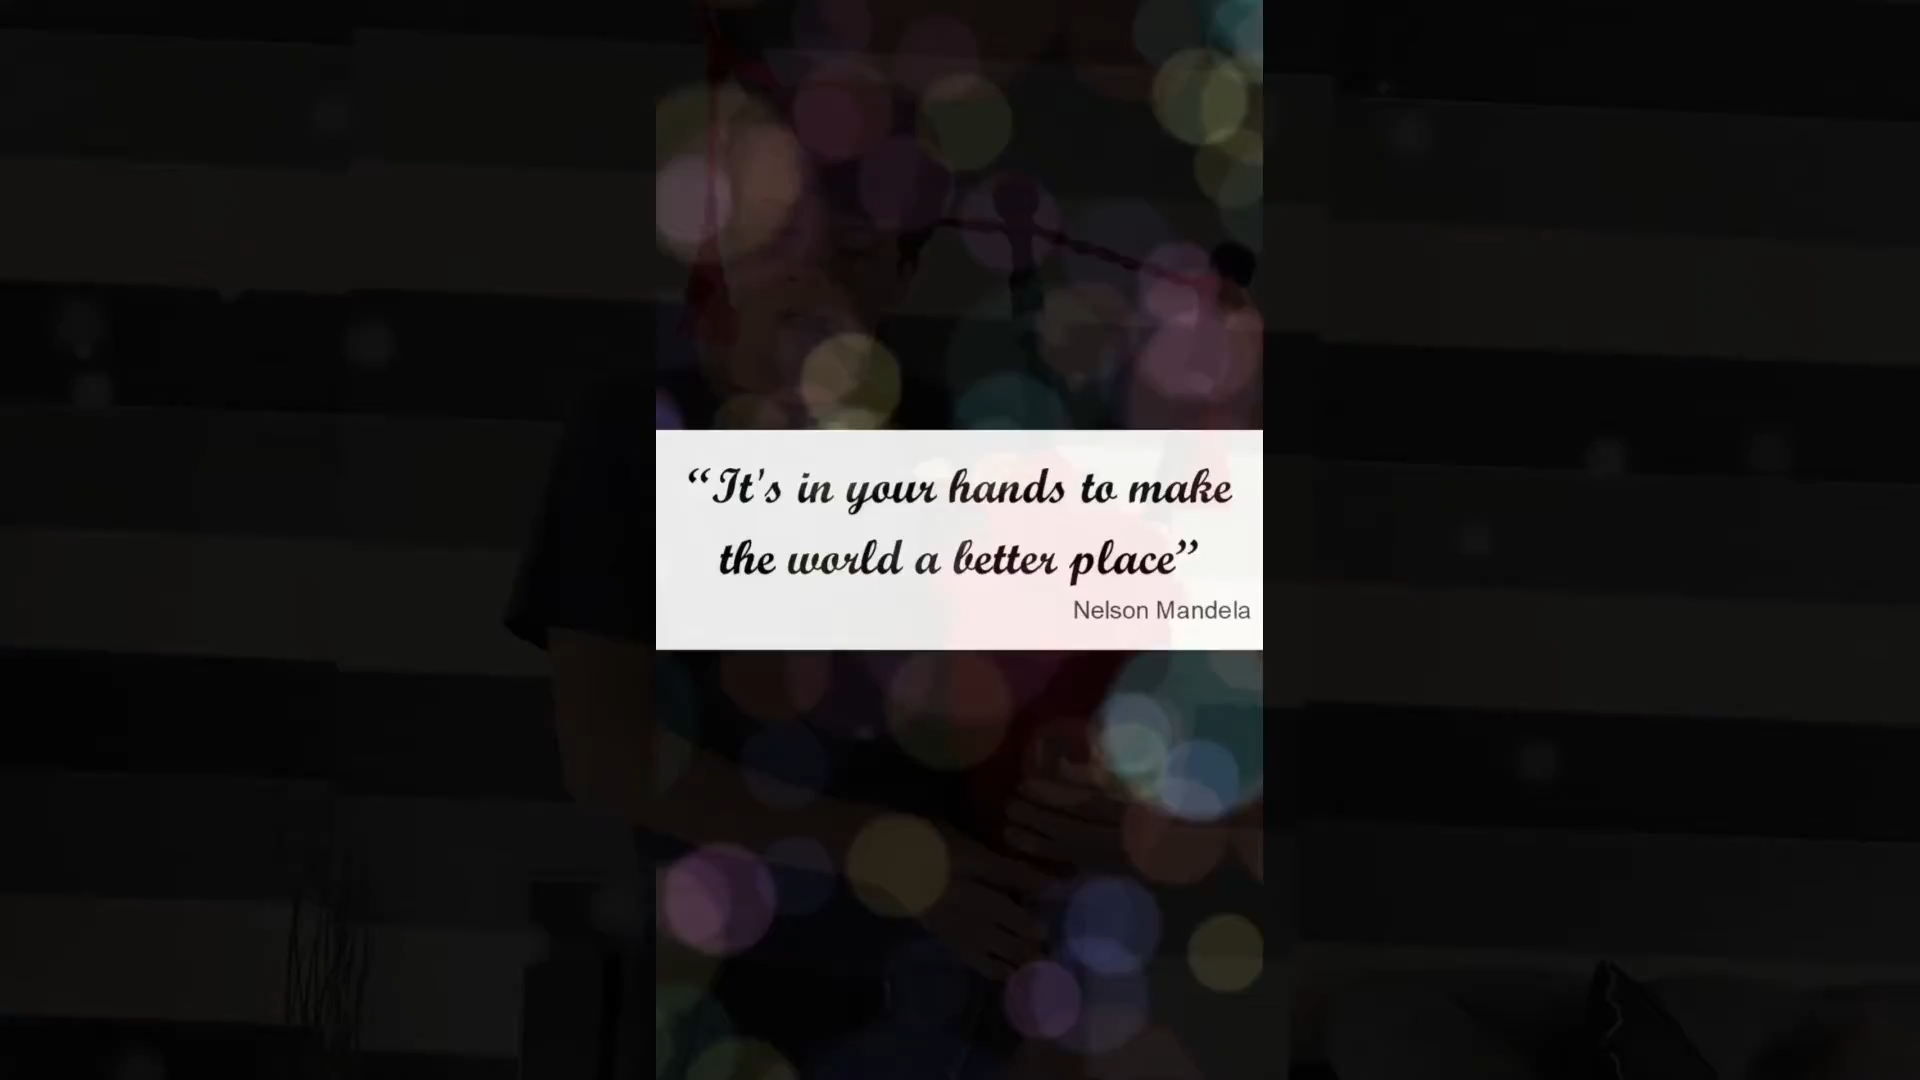 “It's in your hands to make
the world a better place”
Nelson Mandela